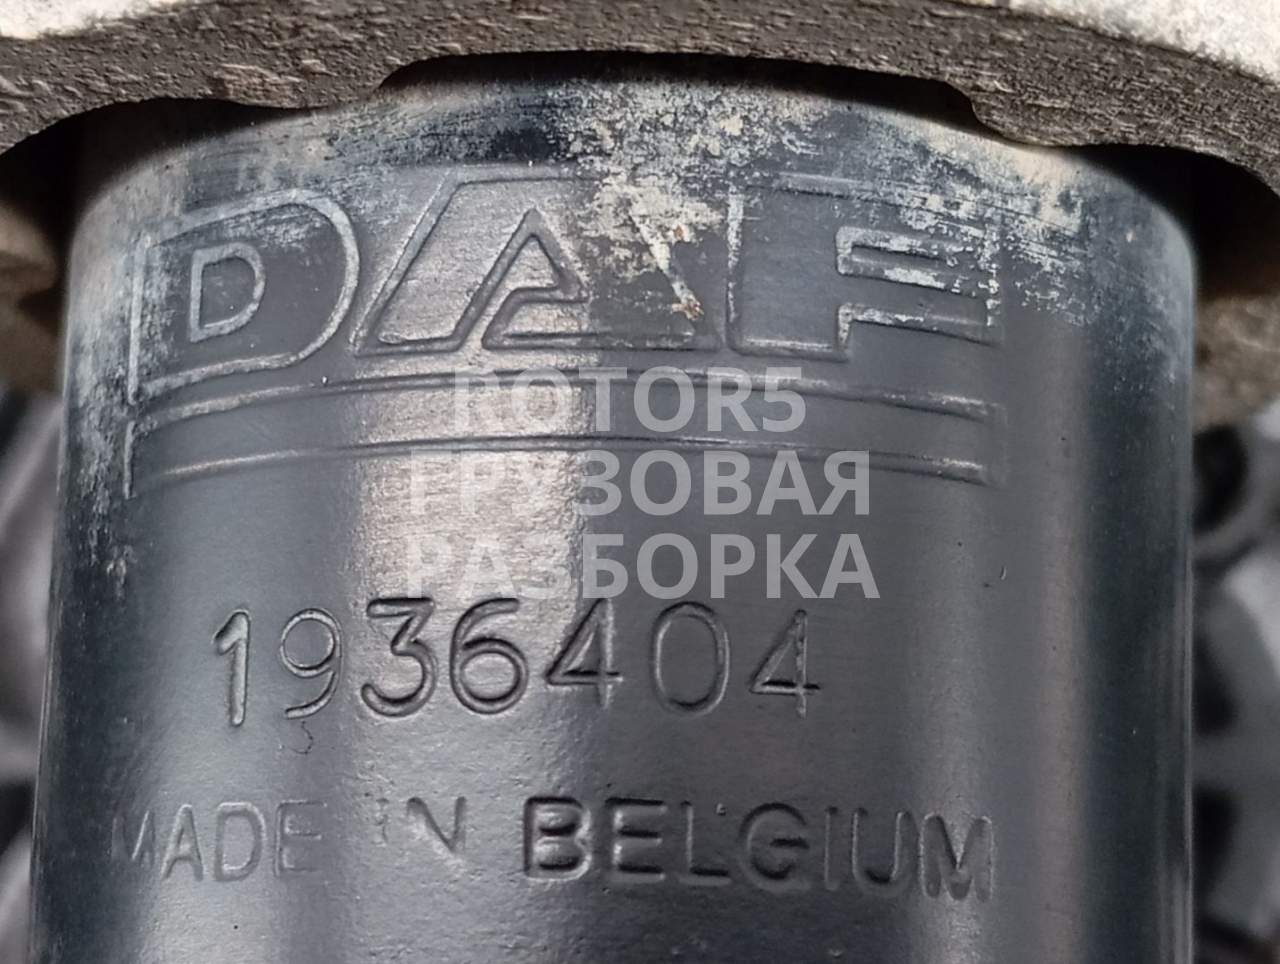 DAF
ROTOR5
ГРУЗОВАЯ
РАЗБОРКА
1936404
MADE IN BELGIUM